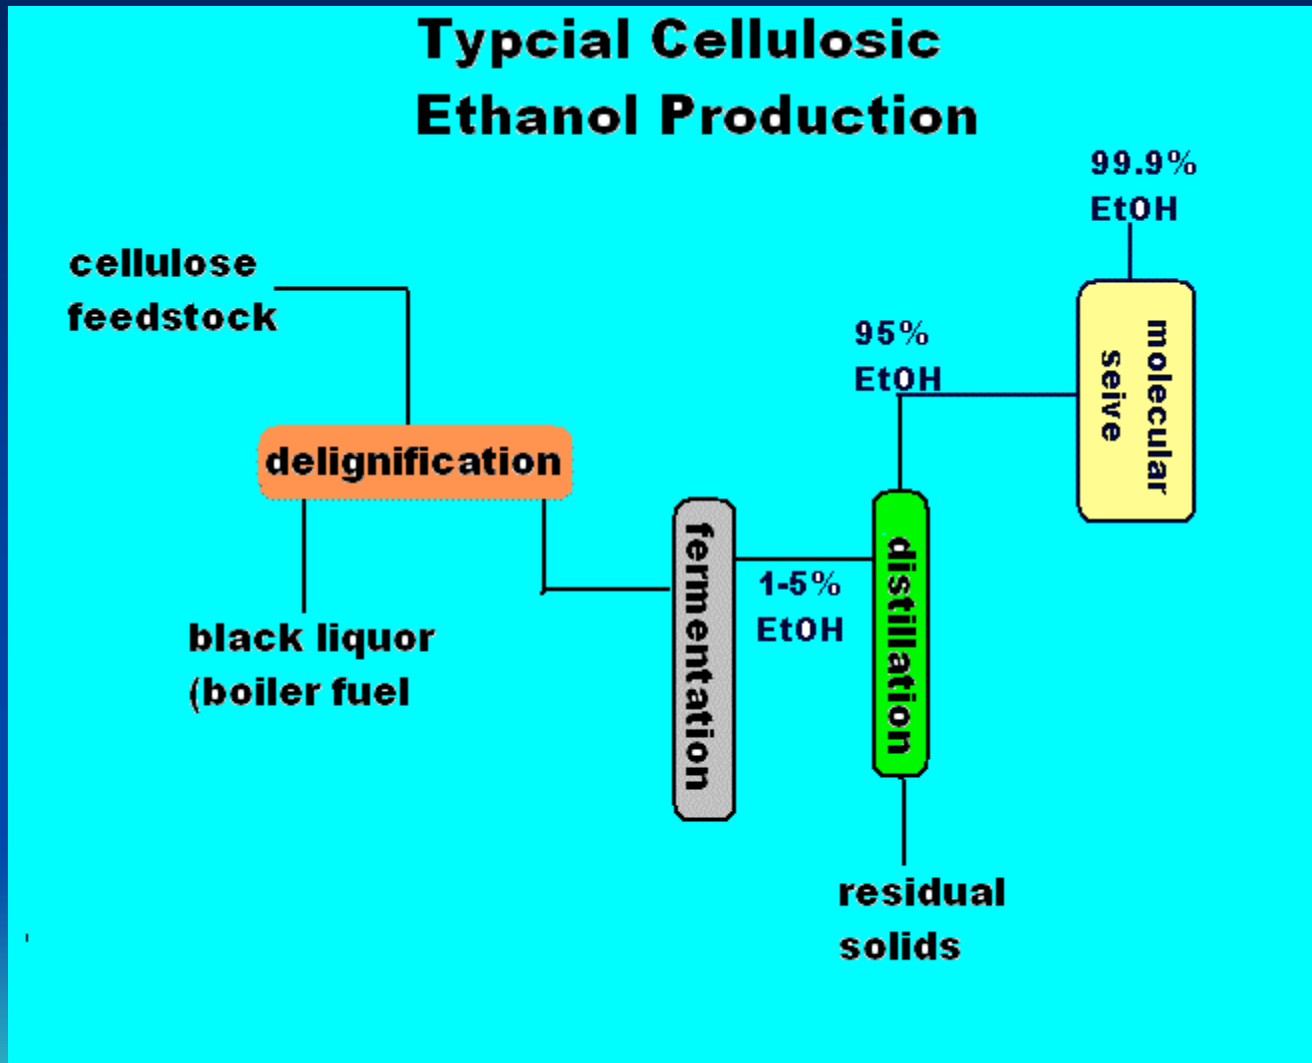 Typcial Cellulosic
Ethanol Production
99.9%
EtOH
cellulose
feedstock
95%
EtOH
molecular
seive
delignification
fermentation
1-5%
EtOH
distillation
black liquor
(boiler fuel
residual
solids